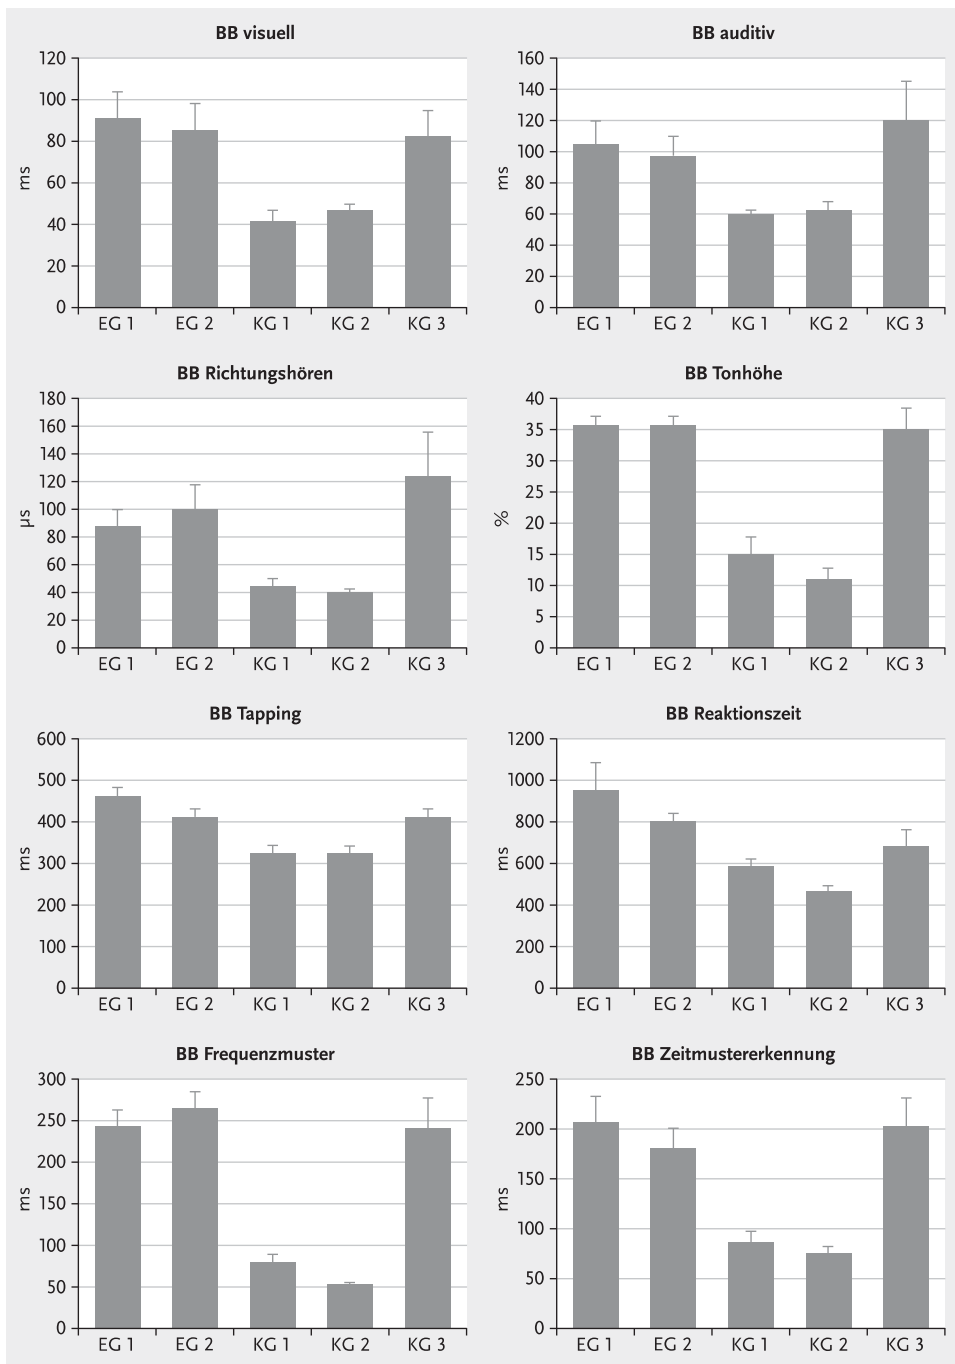 BB visuell
120
100
80
60
40
20
0
ms
EG 1 EG 2 KG 1 KG 2 KG 3
BB auditiv
160
140
120
100
80
60
40
20
0
ms
EG 1 EG 2 KG 1 KG 2 KG 3
BB Richtungshören
180
160
140
120
100
80
60
40
20
0
µs
EG 1 EG 2 KG 1 KG 2 KG 3
BB Tonhöhe
40
35
30
25
20
15
10
5
0
%
EG 1 EG 2 KG 1 KG 2 KG 3
BB Tapping
600
500
400
300
200
100
0
ms
EG 1 EG 2 KG 1 KG 2 KG 3
BB Reaktionszeit
1200
1000
800
600
400
200
0
ms
EG 1 EG 2 KG 1 KG 2 KG 3
BB Frequenzmuster
300
250
200
150
100
50
0
ms
EG 1 EG 2 KG 1 KG 2 KG 3
BB Zeitmustererkennung
250
200
150
100
50
0
ms
EG 1 EG 2 KG 1 KG 2 KG 3